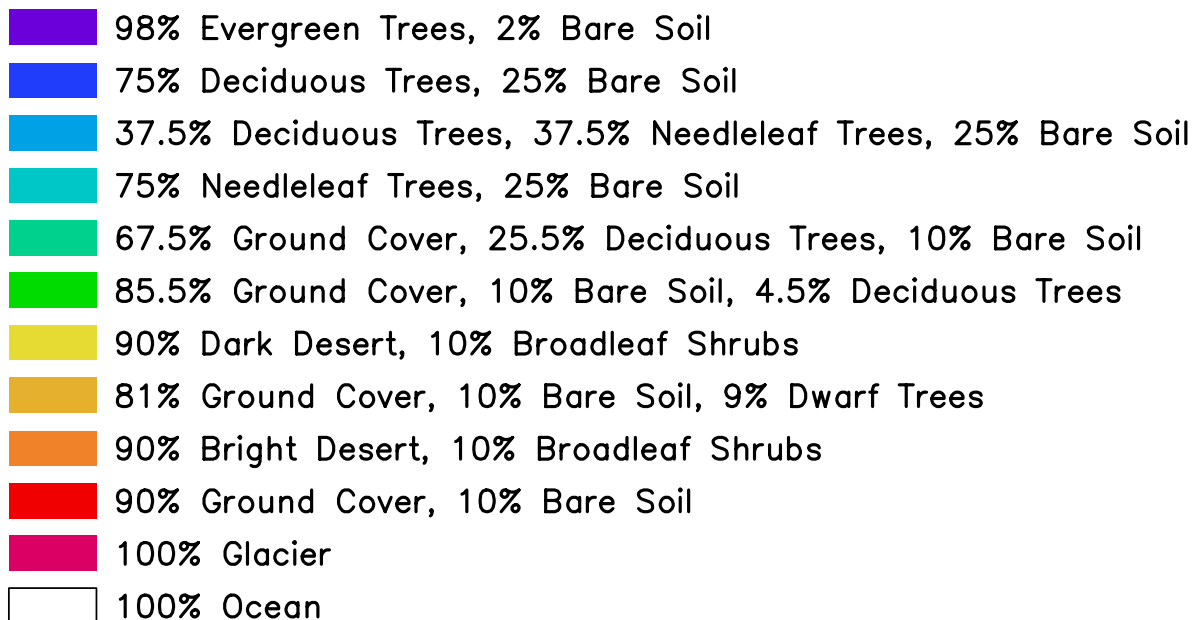 98% Evergreen Trees, 2% Bare Soil
75% Deciduous Trees, 25% Bare Soil
37.5% Deciduous Trees, 37.5% Needleleaf Trees, 25% Bare Soil
75% Needleleaf Trees, 25% Bare Soil
67.5% Ground Cover, 25.5% Deciduous Trees, 10% Bare Soil
85.5% Ground Cover, 10% Bare Soil, 4.5% Deciduous Trees
90% Dark Desert, 10% Broadleaf Shrubs
81% Ground Cover, 10% Bare Soil, 9% Dwarf Trees
90% Bright Desert, 10% Broadleaf Shrubs
90% Ground Cover, 10% Bare Soil
100% Glacier
100% Ocean